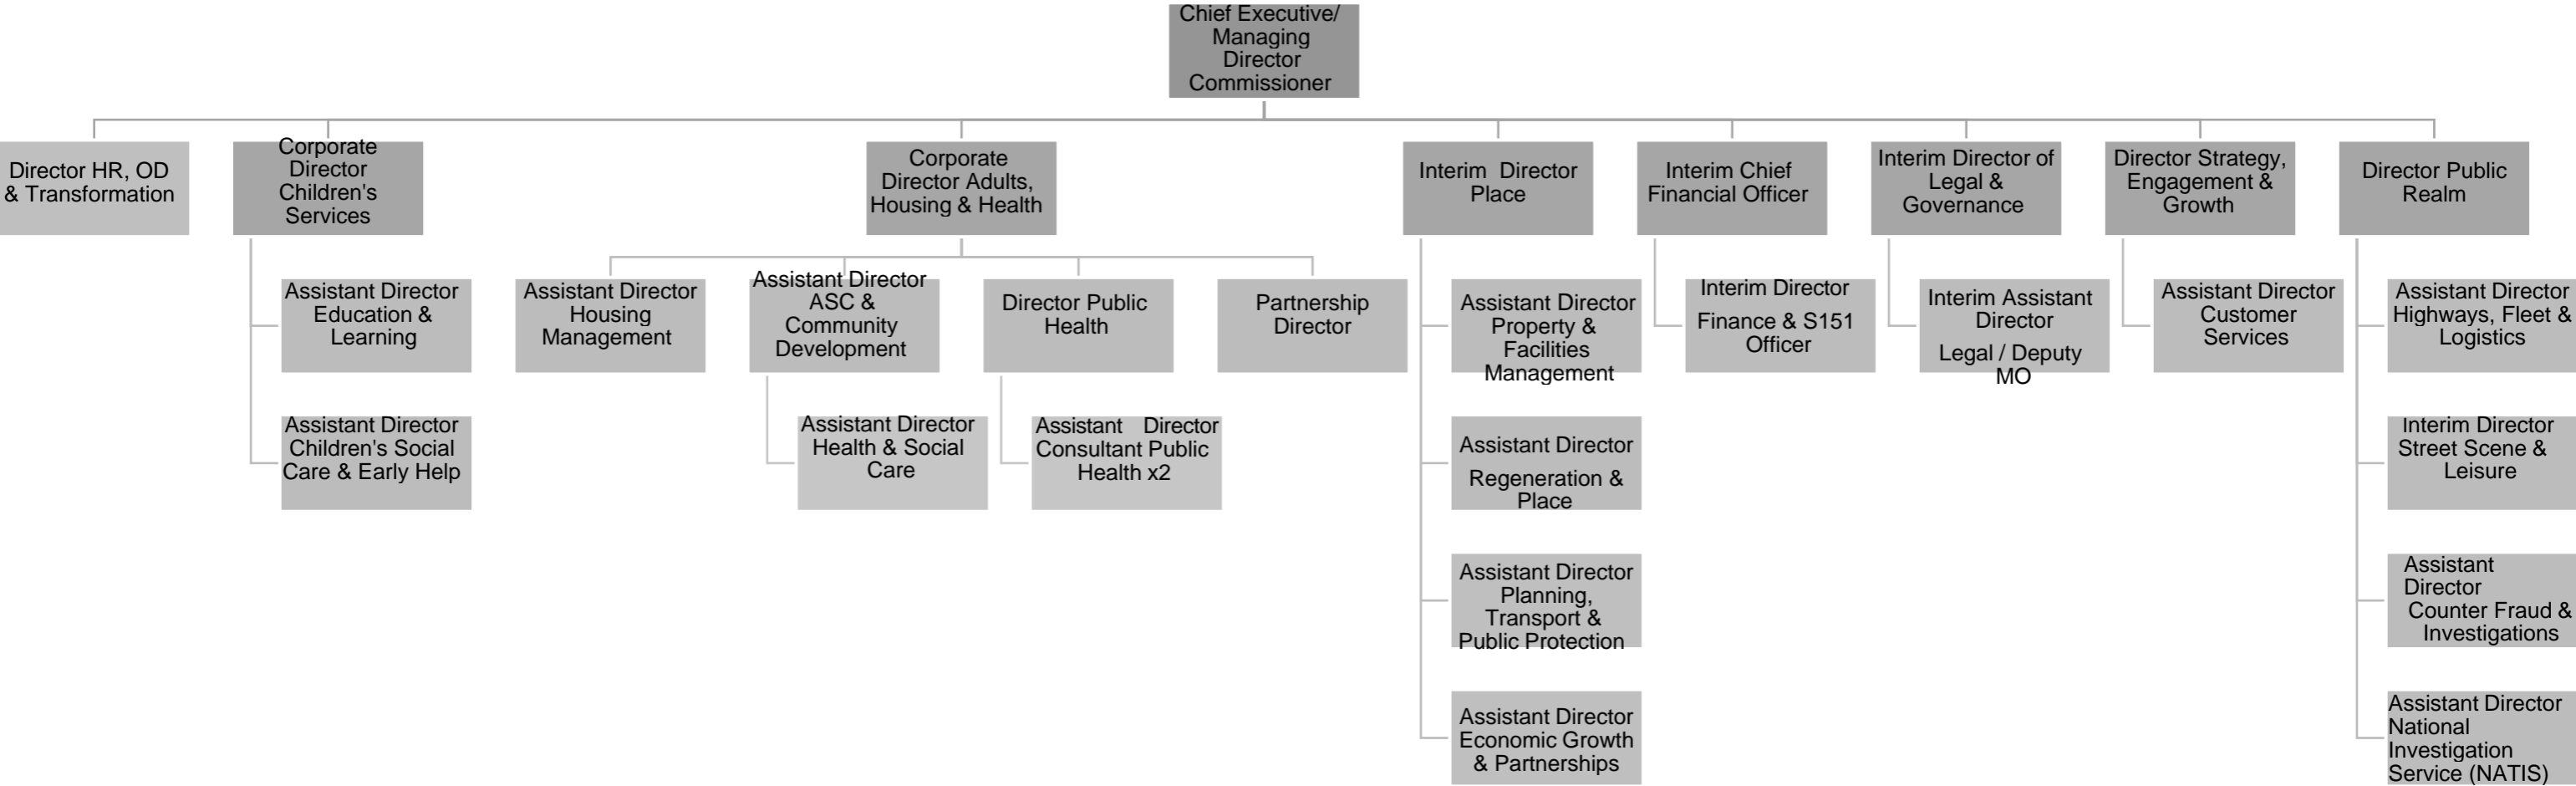 Chief Executive/
Managing
Director
Commissioner
Director HR, OD
& Transformation
Corporate
Director
Children's
Services
Corporate
Director Adults,
Housing & Health
Interim  Director
Place
Interim Chief
Financial Officer
Interim Director of
Legal &
Governance
Director Strategy,
Engagement &
Growth
Director Public
Realm
Assistant Director
Education &
Learning
Assistant Director
Housing
Management
Assistant Director
ASC &
Community
Development
Director Public
Health
Partnership
Director
Assistant Director
Property &
Facilities
Management
Interim Director
Finance & S151
Officer
Interim Assistant
Director
Legal / Deputy
MO
Assistant Director
Customer
Services
Assistant Director
Highways, Fleet &
Logistics
Assistant Director
Children's Social
Care & Early Help
Assistant Director
Health & Social
Care
Assistant   Director
Consultant Public
Health x2
Assistant Director
Regeneration &
Place
Interim Director
Street Scene &
Leisure
Assistant Director
Planning,
Transport &
Public Protection
Assistant
Director
Counter Fraud &
Investigations
Assistant Director
Economic Growth
& Partnerships
Assistant Director
National
Investigation
Service (NATIS)